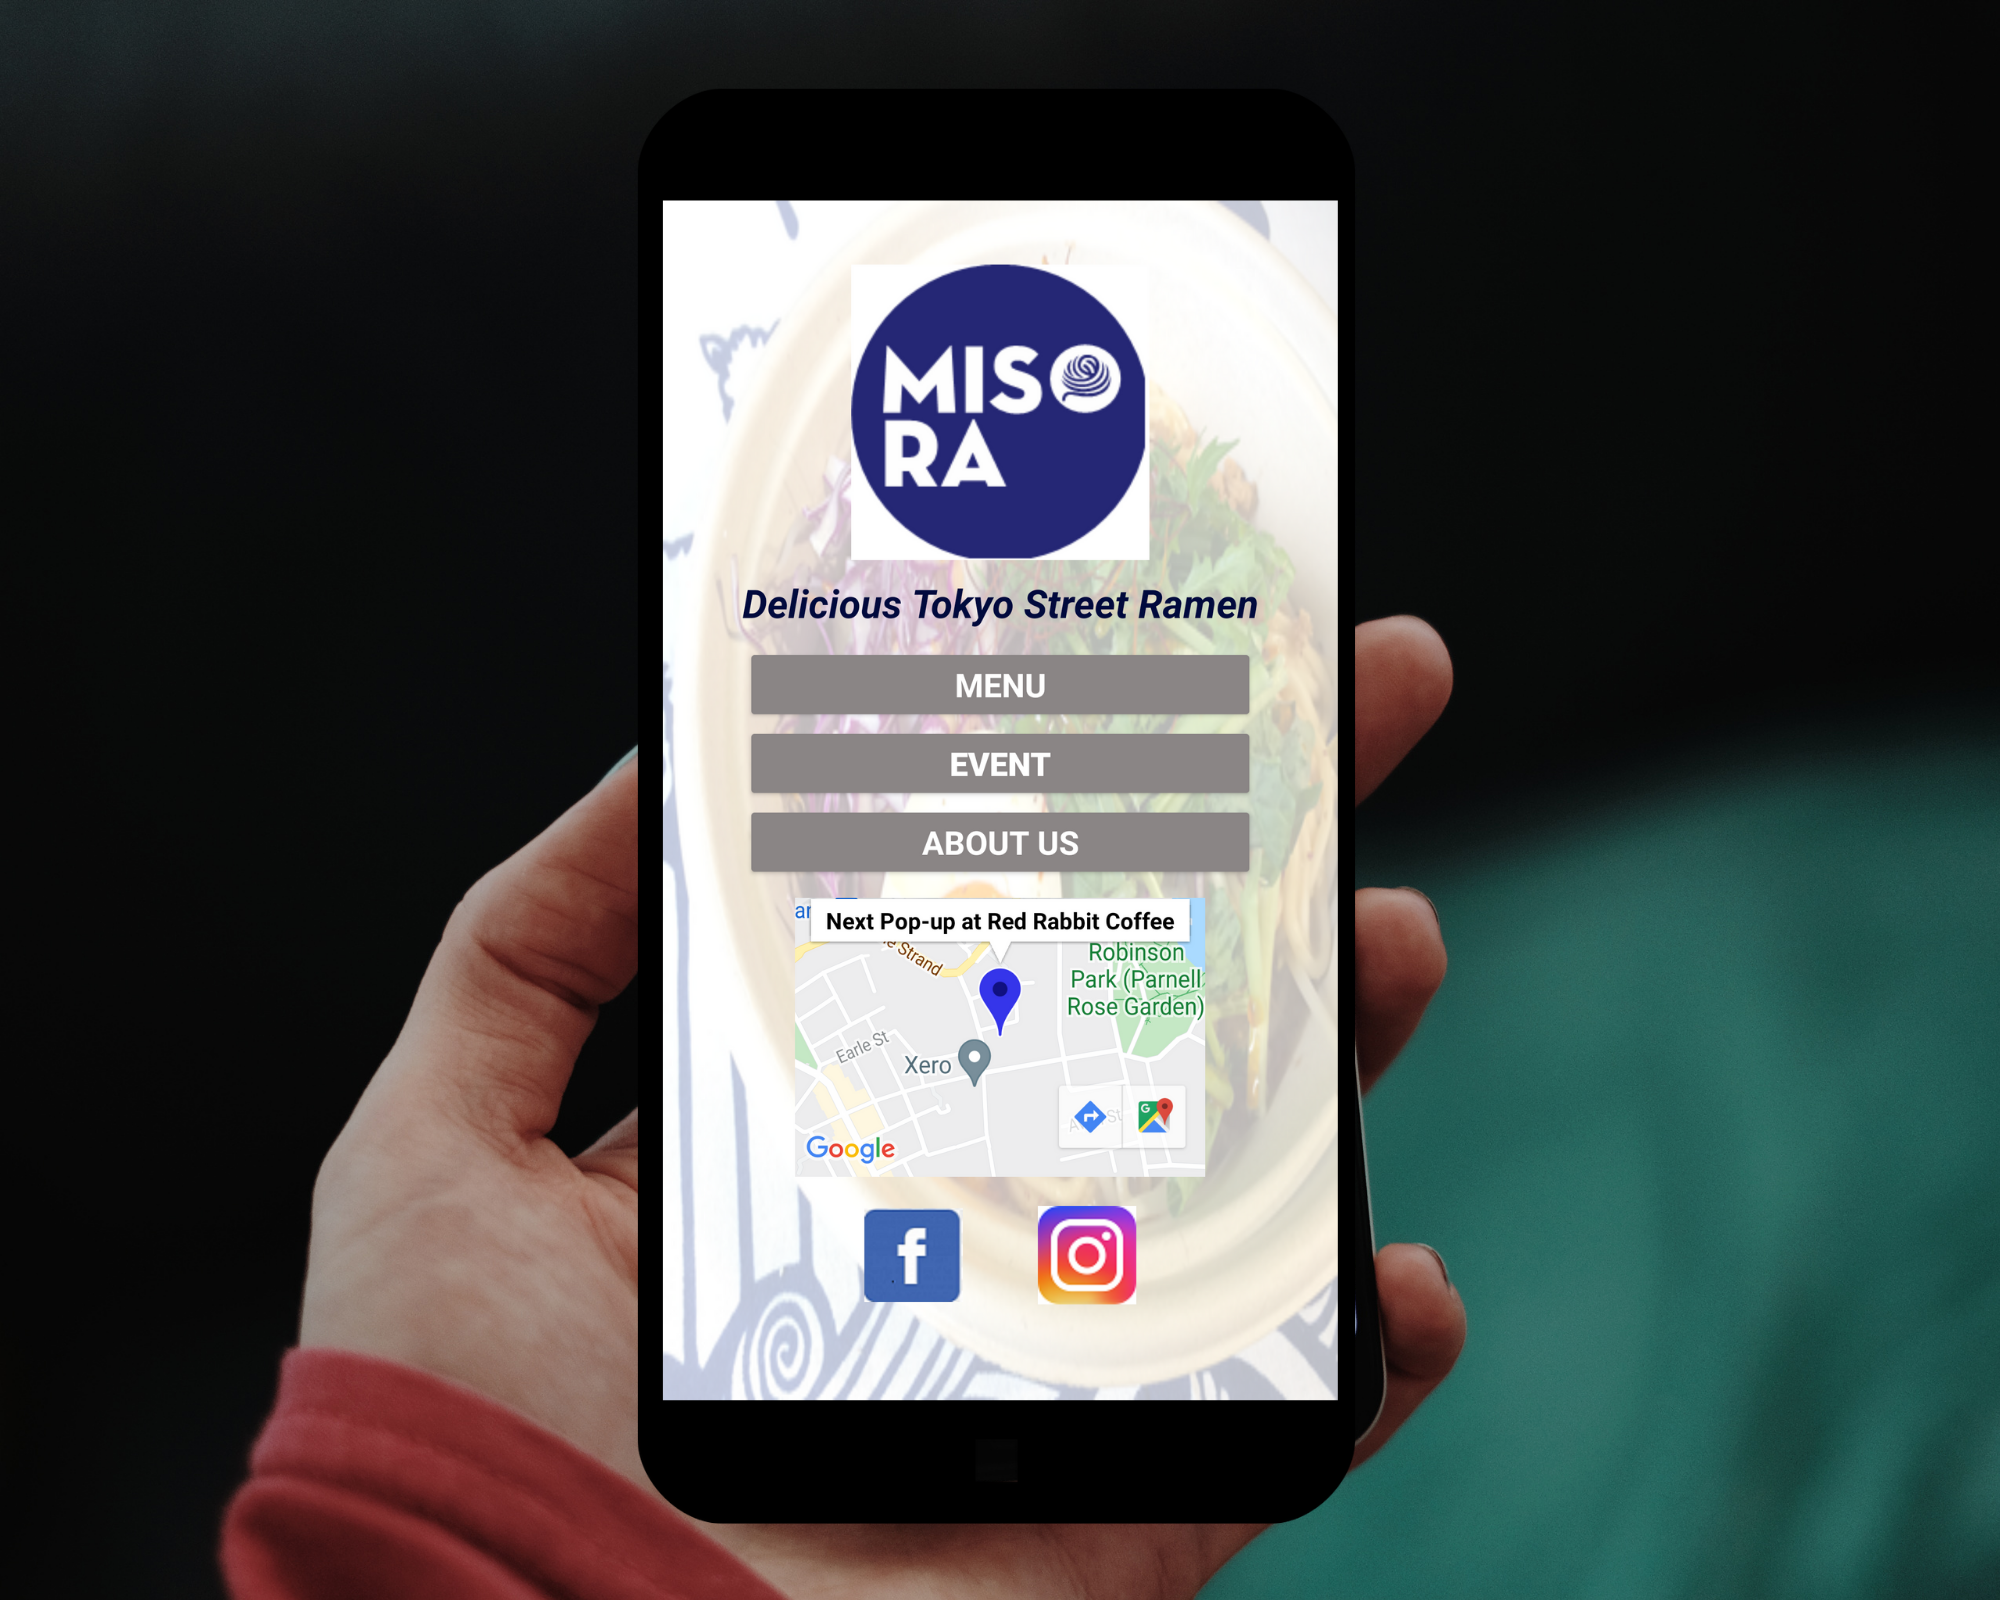 MISO
RA
Delicious Tokyo Street Ramen
MENU
EVENT
ABOUT US
Next Pop-up at Red Rabbit Coffee
Strand
Robinson
Park (Parnell
Rose Garden)
Earle St
Xero
St
Google